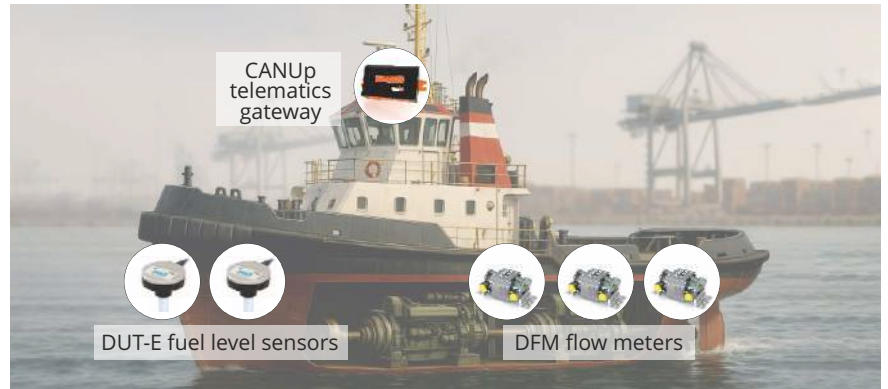 CANUp
telematics
gateway
DUT-E fuel level sensors
DFM flow meters